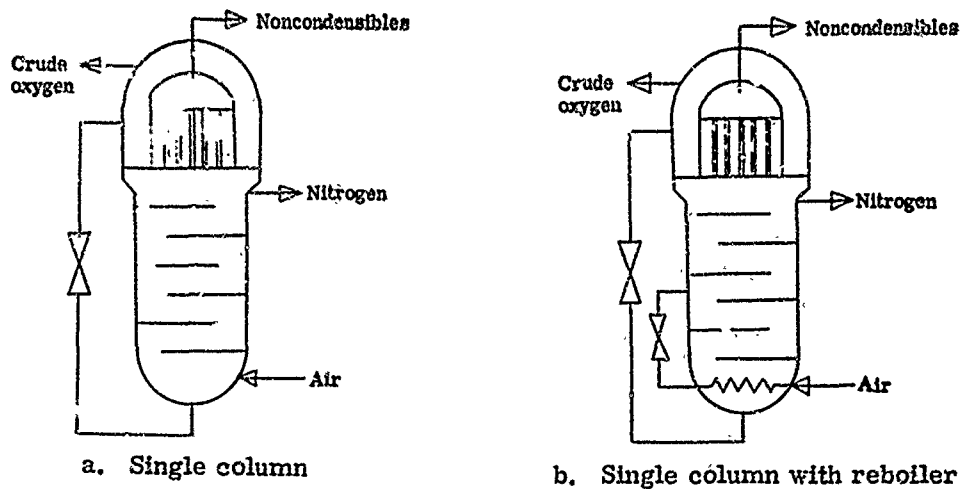 Noncondensibles
Crude
oxygen
Nitrogen
Air
a. Single column
Noncondensibles
Crude
oxygen
Nitrogen
Air
b. Single column with reboiler